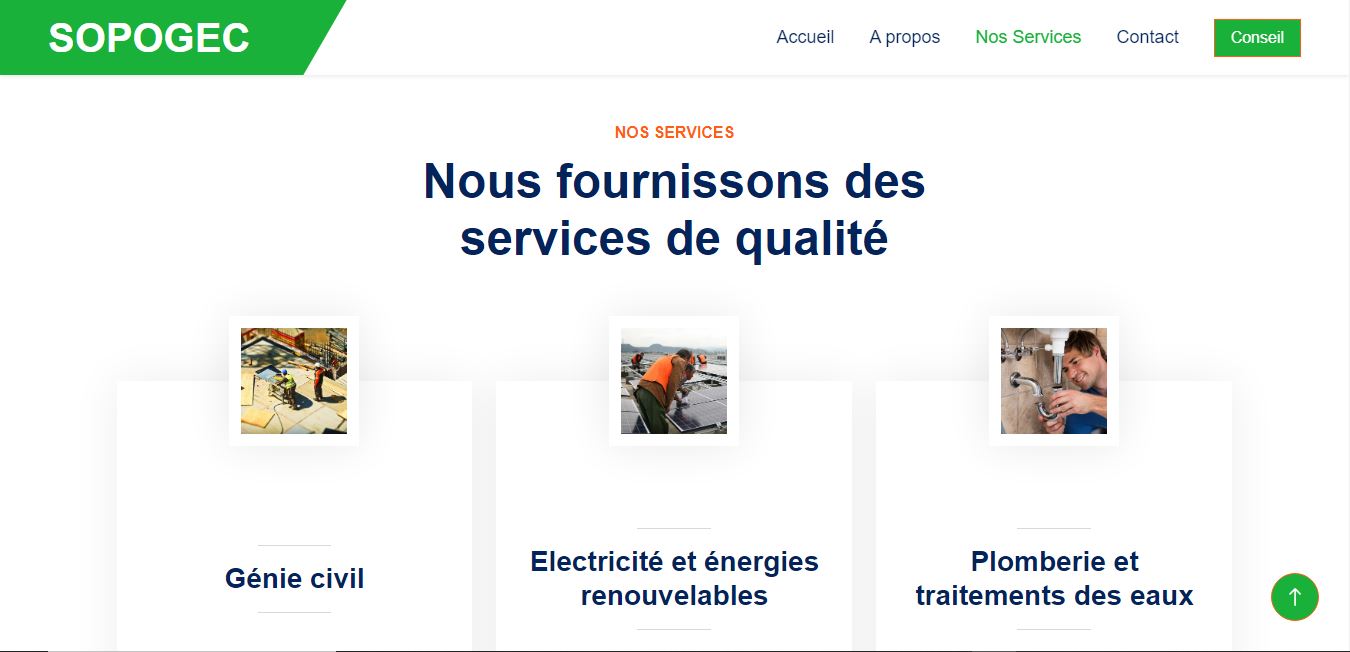 SOPOGEC
Accueil
A propos
Nos Services
Contact
Conseil
NOS SERVICES
Nous fournissons des
services de qualité
Génie civil
Electricité et énergies
renouvelables
Plomberie et
traitements des eaux